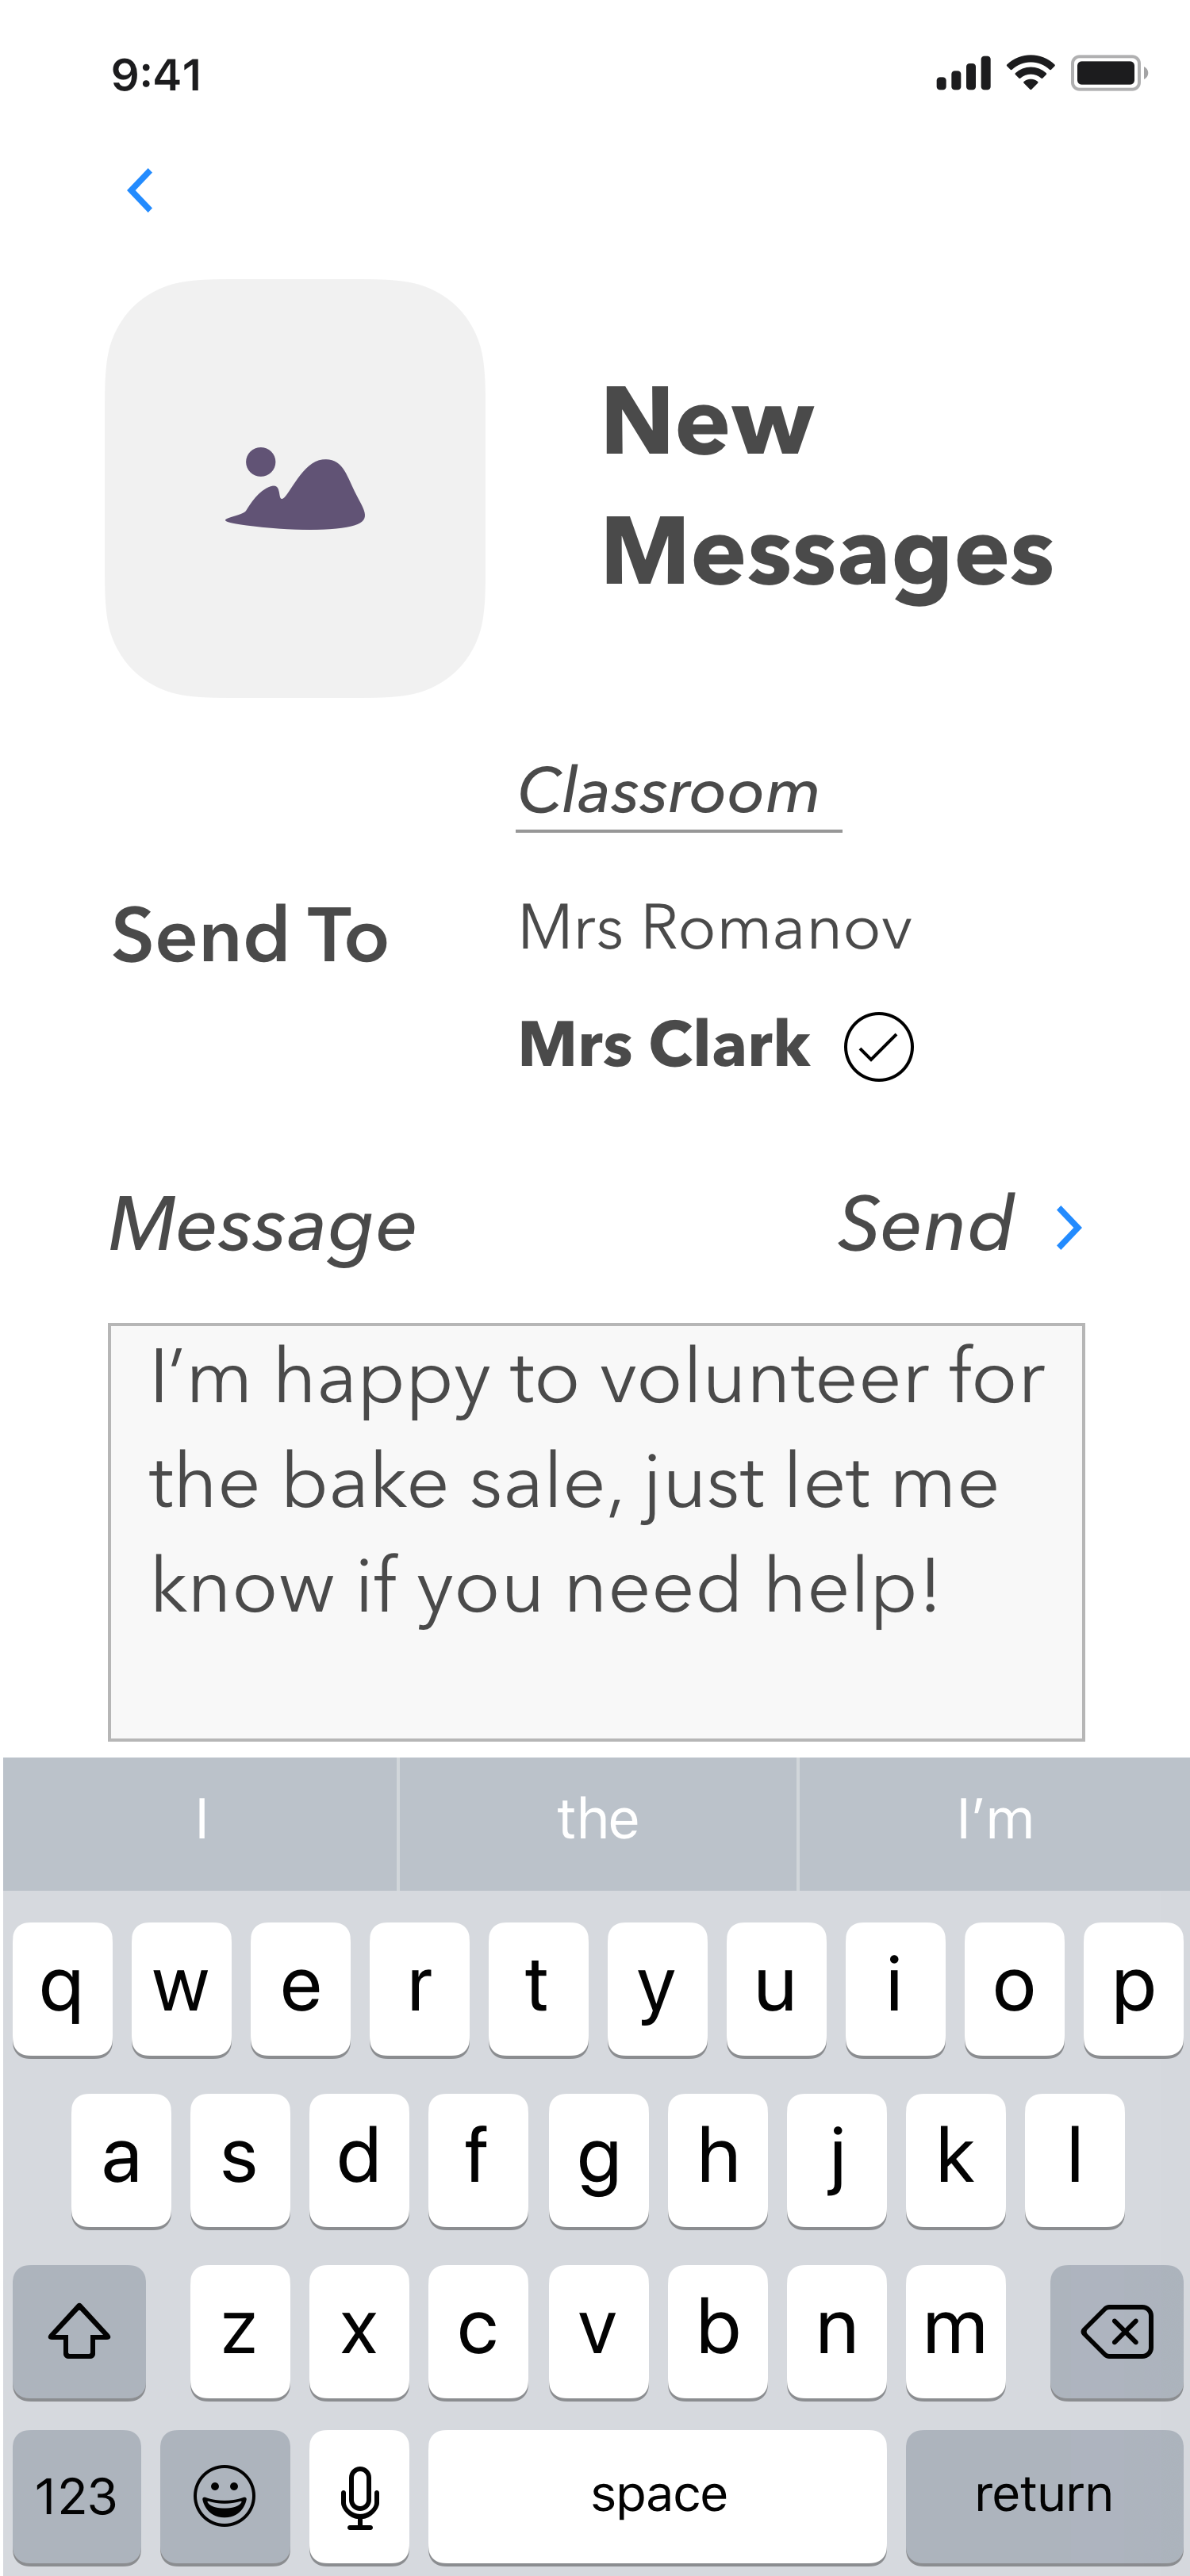 9:41
New
Messages
Classroom
Send To
Mrs Romanov
Mrs Clark
Message
Send
I’m happy to volunteer for
the bake sale, just let me
know if you need help!
I the I’m
q w e r t y u i o p
a s d f g h j k l
z x c v b n m
123 space return